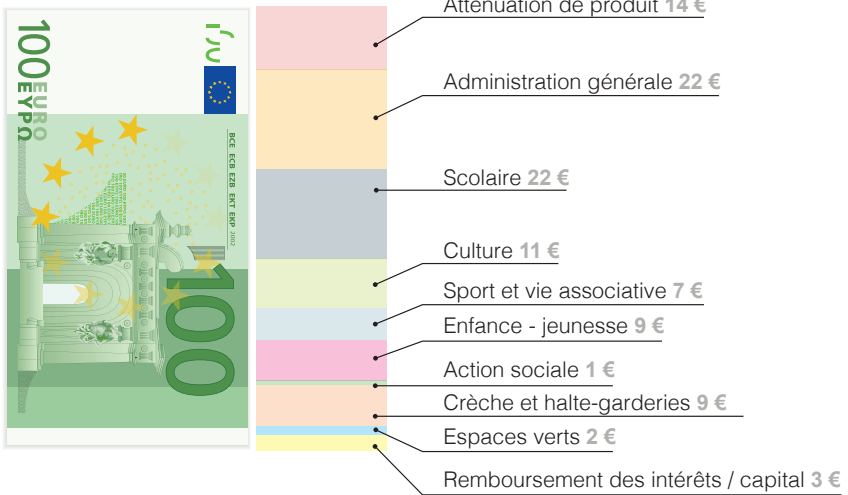 Atténuation de produit 14 €
100 EURO
ΕΥΡΩ
BCE ECB EZB EKT EKP 2002
100
Administration générale 22 €
Scolaire 22 €
Culture 11 €
Sport et vie associative 7 €
Enfance - jeunesse 9 €
Action sociale 1 €
Crèche et halte-garderies 9 €
Espaces verts 2 €
Remboursement des intérêts / capital 3 €